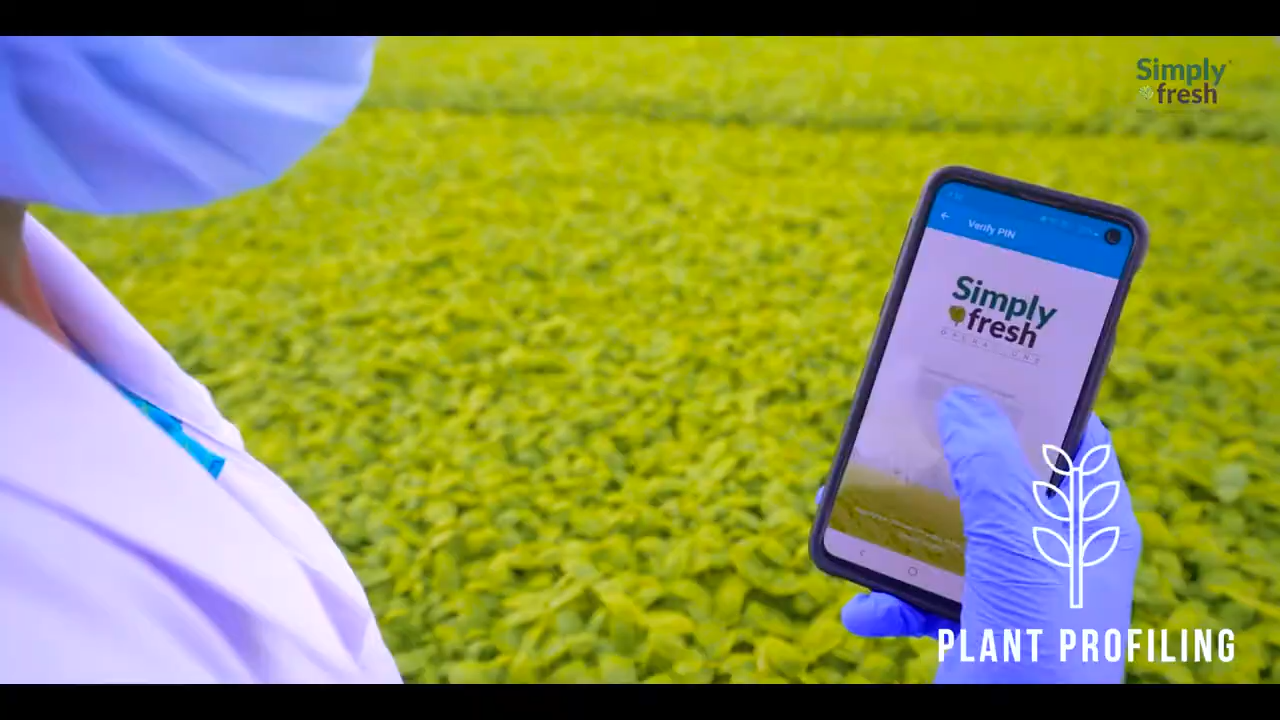 Simply
fresh
Verify PIN
Simply
fresh
PLANT PROFILING